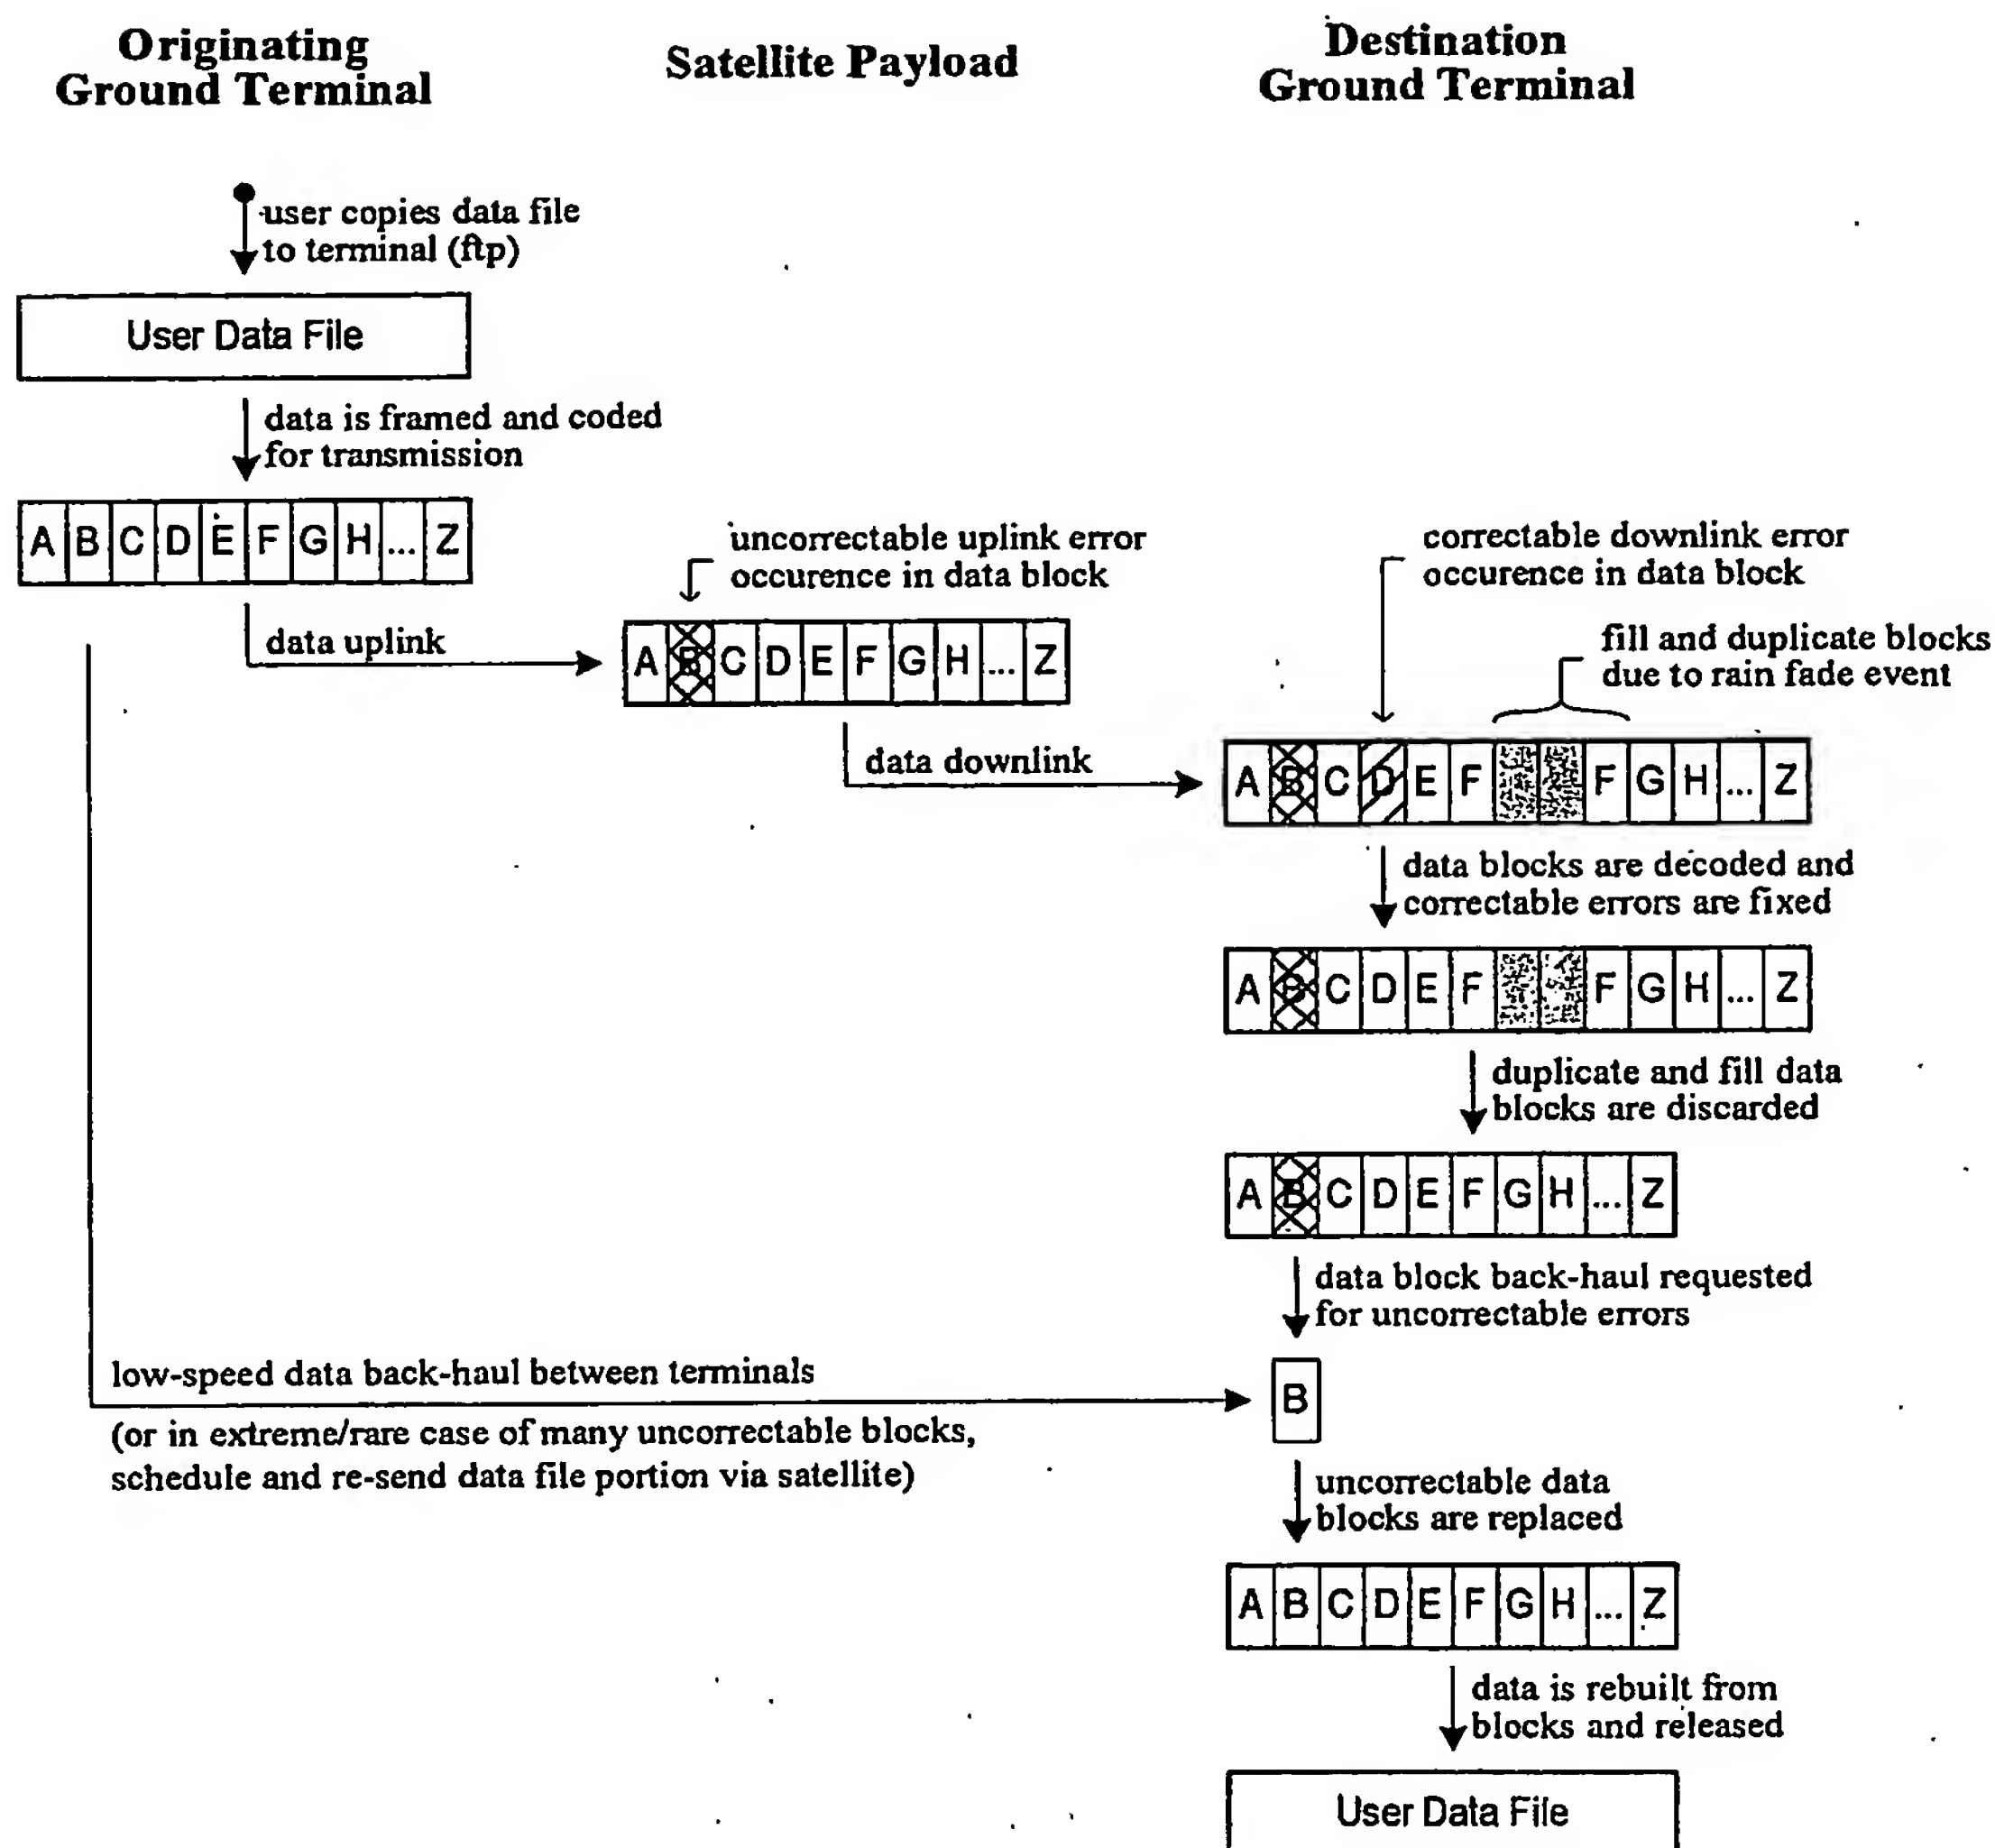 Originating
Ground Terminal
Satellite Payload
Destination
Ground Terminal
user copies data file
to terminal (ftp)
User Data File
data is framed and coded
for transmission
A B C D E F G H ... Z
data uplink
uncorrectable uplink error
occurence in data block
A B C D E F G H ... Z
data downlink
correctable downlink error
occurence in data block
fill and duplicate blocks
due to rain fade event
A B C D E F F G H ... Z
data blocks are decoded and
correctable errors are fixed
A B C D E F F G H ... Z
duplicate and fill data
blocks are discarded
A B C D E F G H ... Z
data block back-haul requested
for uncorrectable errors
low-speed data back-haul between terminals
(or in extreme/rare case of many uncorrectable blocks,
schedule and re-send data file portion via satellite)
B
uncorrectable data
blocks are replaced
A B C D E F G H ... Z
data is rebuilt from
blocks and released
User Data File